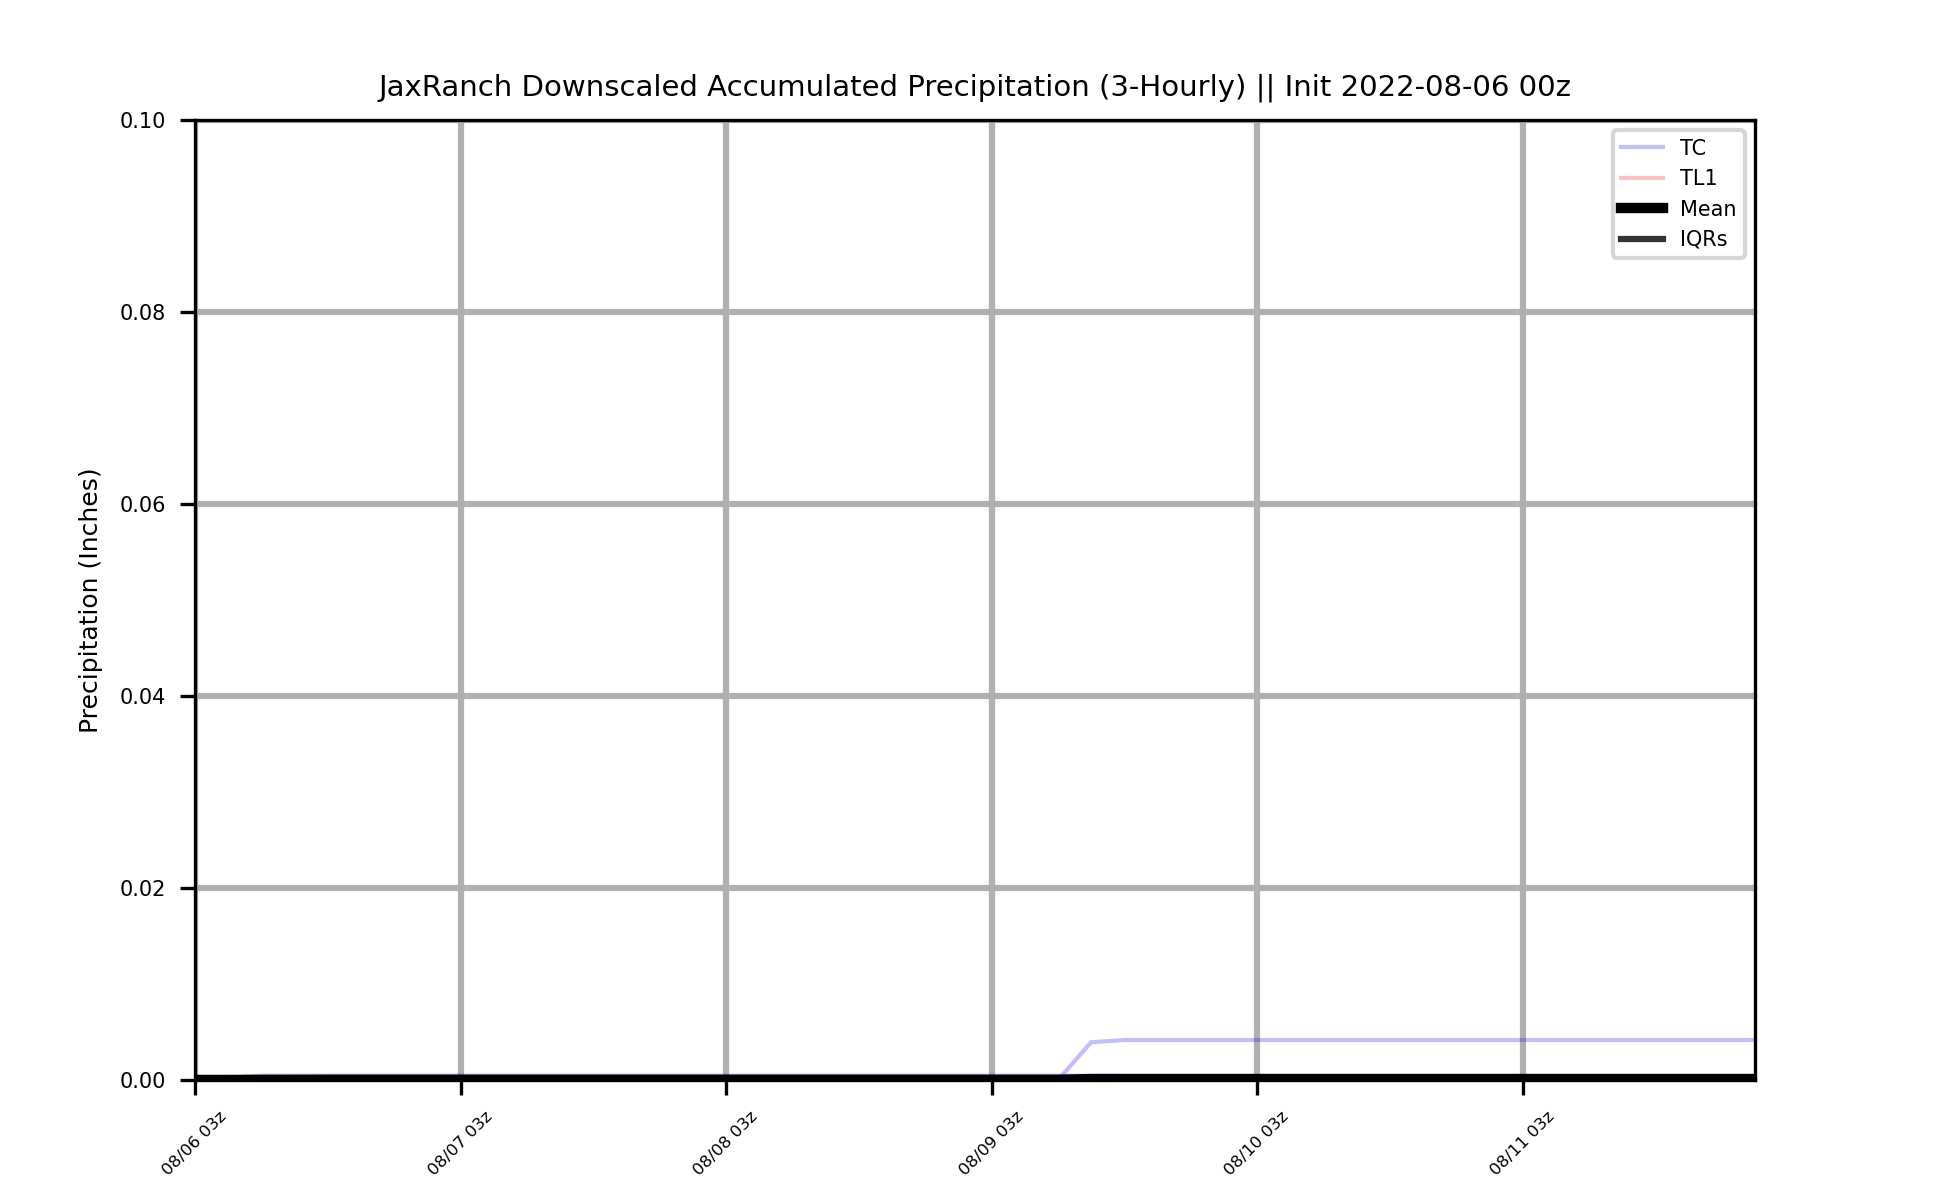 JaxRanch Downscaled Accumulated Precipitation (3-Hourly) || Init 2022-08-06 00z
0.10
0.08
0.06
0.04
0.02
0.00
Precipitation (Inches)
TC
TL1
Mean
IQRs
08/06 03z
08/07 03z
08/08 03z
08/09 03z
08/10 03z
08/11 03z